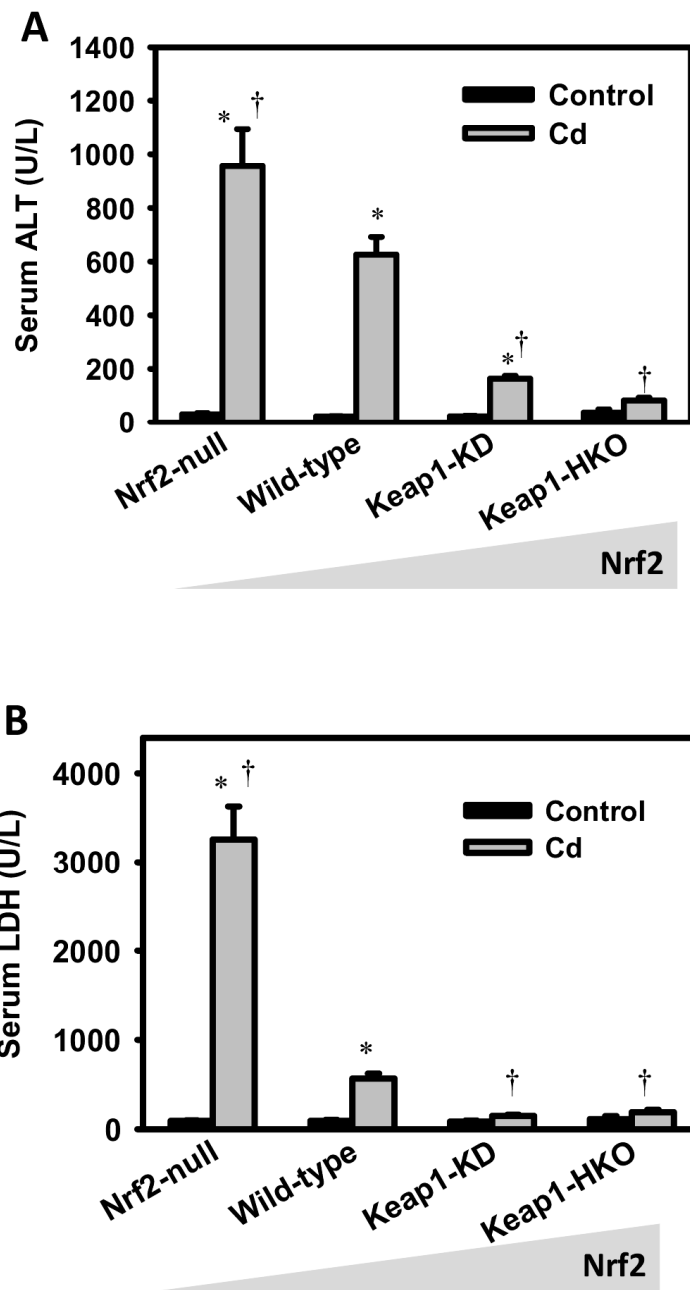 A
1400
1200
1000
800
600
400
200
0
Serum ALT (U/L)
Control
Cd
* †
*
* †
†
Nrf2-null
Wild-type
Keap1-KD
Keap1-HKO
Nrf2
B
4000
3000
2000
1000
0
Serum LDH (U/L)
Control
Cd
* †
*
†
†
Nrf2-null
Wild-type
Keap1-KD
Keap1-HKO
Nrf2